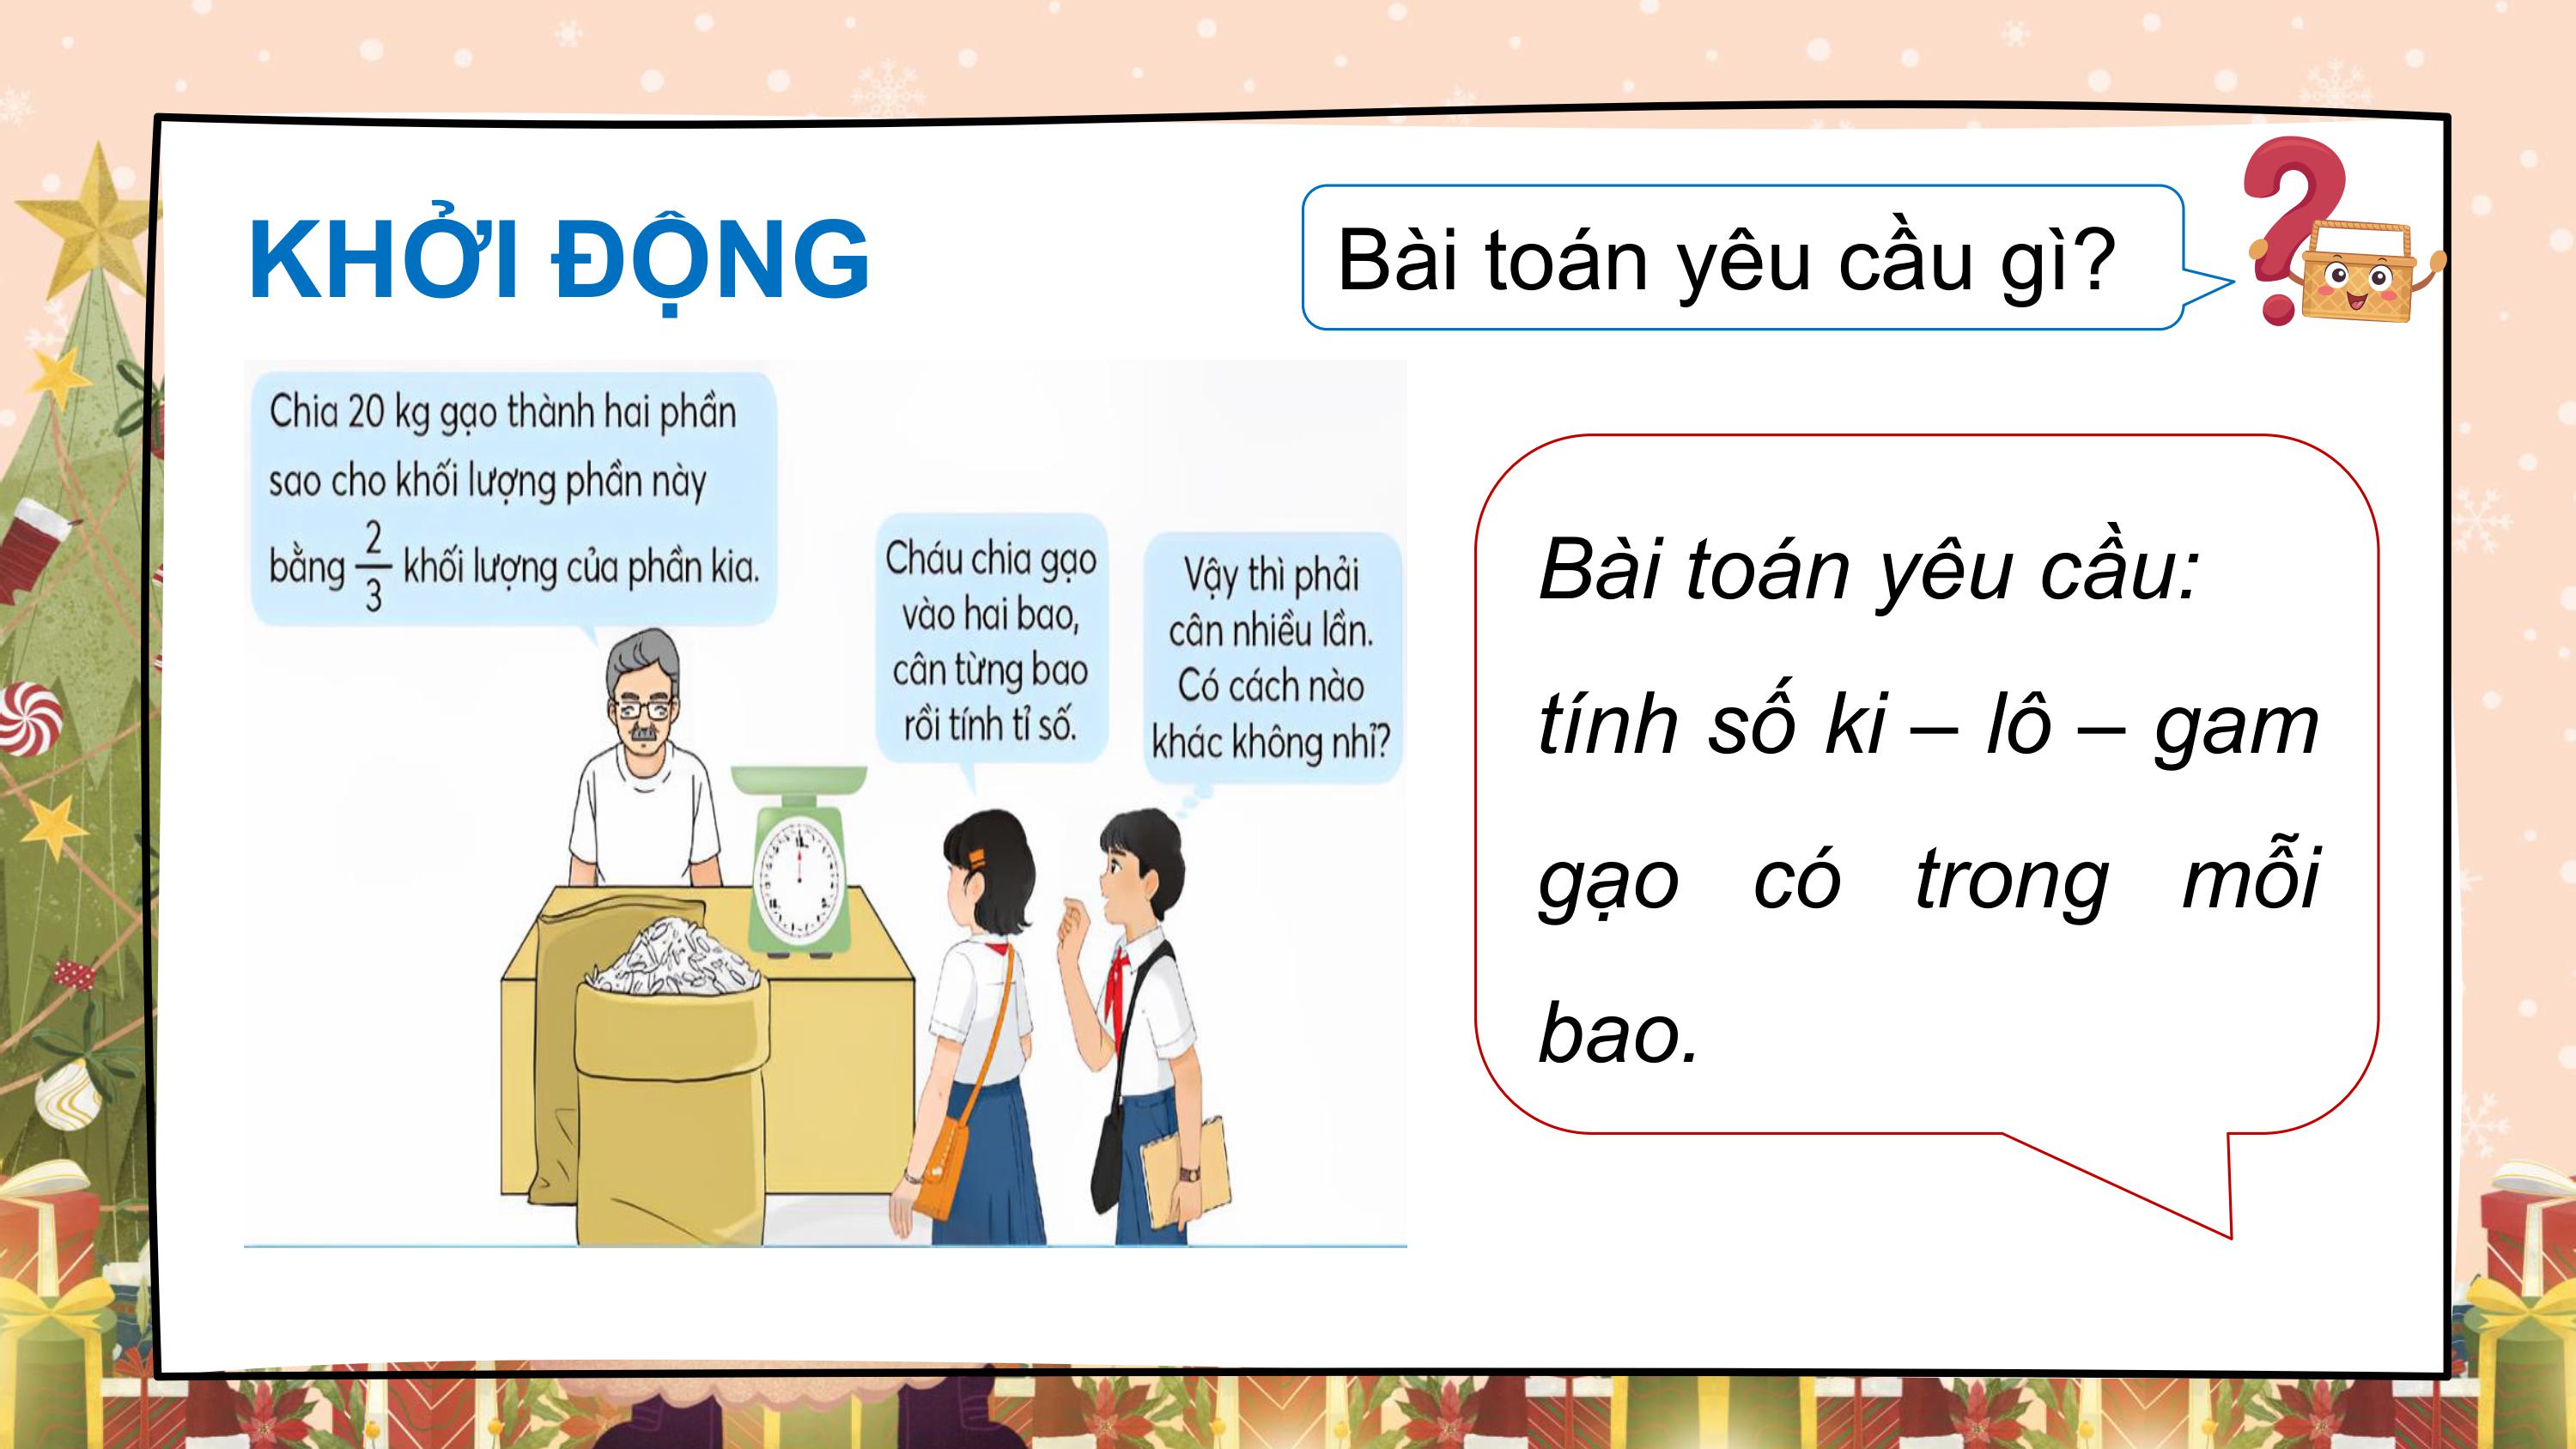 KHỞI ĐỘNG
Bài toán yêu cầu gì?
Chia 20 kg gạo thành hai phần
sao cho khối lượng phần này
bằng 2/3 khối lượng của phần kia.
Cháu chia gạo
vào hai bao,
cân từng bao
rồi tính tỉ số.
Vậy thì phải
cân nhiều lần.
Có cách nào
khác không nhỉ?
Bài toán yêu cầu:
tính số ki – lô – gam
gạo có trong mỗi
bao.